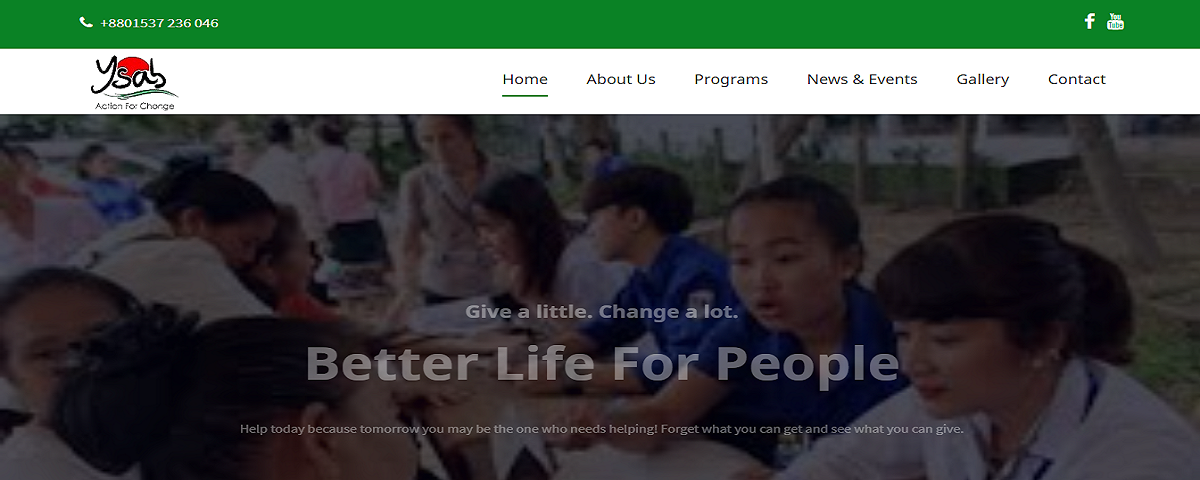 +8801537 236 046
You
Tube
Ysab
Action For Change
Home About Us Programs News & Events Gallery Contact
Give a little. Change a lot.
Better Life For People
Help today because tomorrow you may be the one who needs helping! Forget what you can get and see what you can give.